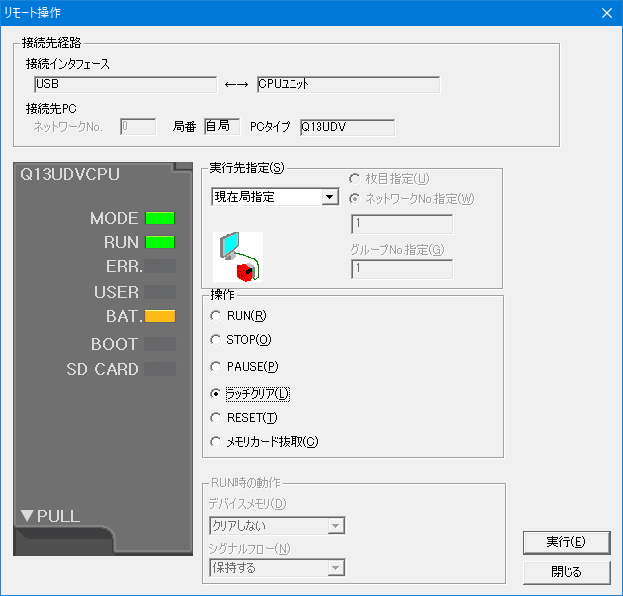 リモート操作
接続先経路
接続インタフェース
USB
←→
CPUユニット
接続先PC
ネットワークNo.
0
局番
自局
PCタイプ
Q13UDV
Q13UDVCPU
MODE
RUN
ERR.
USER
BAT.
BOOT
SD CARD
▼PULL
実行先指定(S)
現在局指定
枚目指定(U)
ネットワークNo.指定(W)
1
グループNo.指定(G)
1
操作
RUN(R)
STOP(O)
PAUSE(P)
ラッチクリア(L)
RESET(T)
メモリカード抜取(C)
RUN時の動作
デバイスメモリ(D)
クリアしない
シグナルフロー(N)
保持する
実行(E)
閉じる